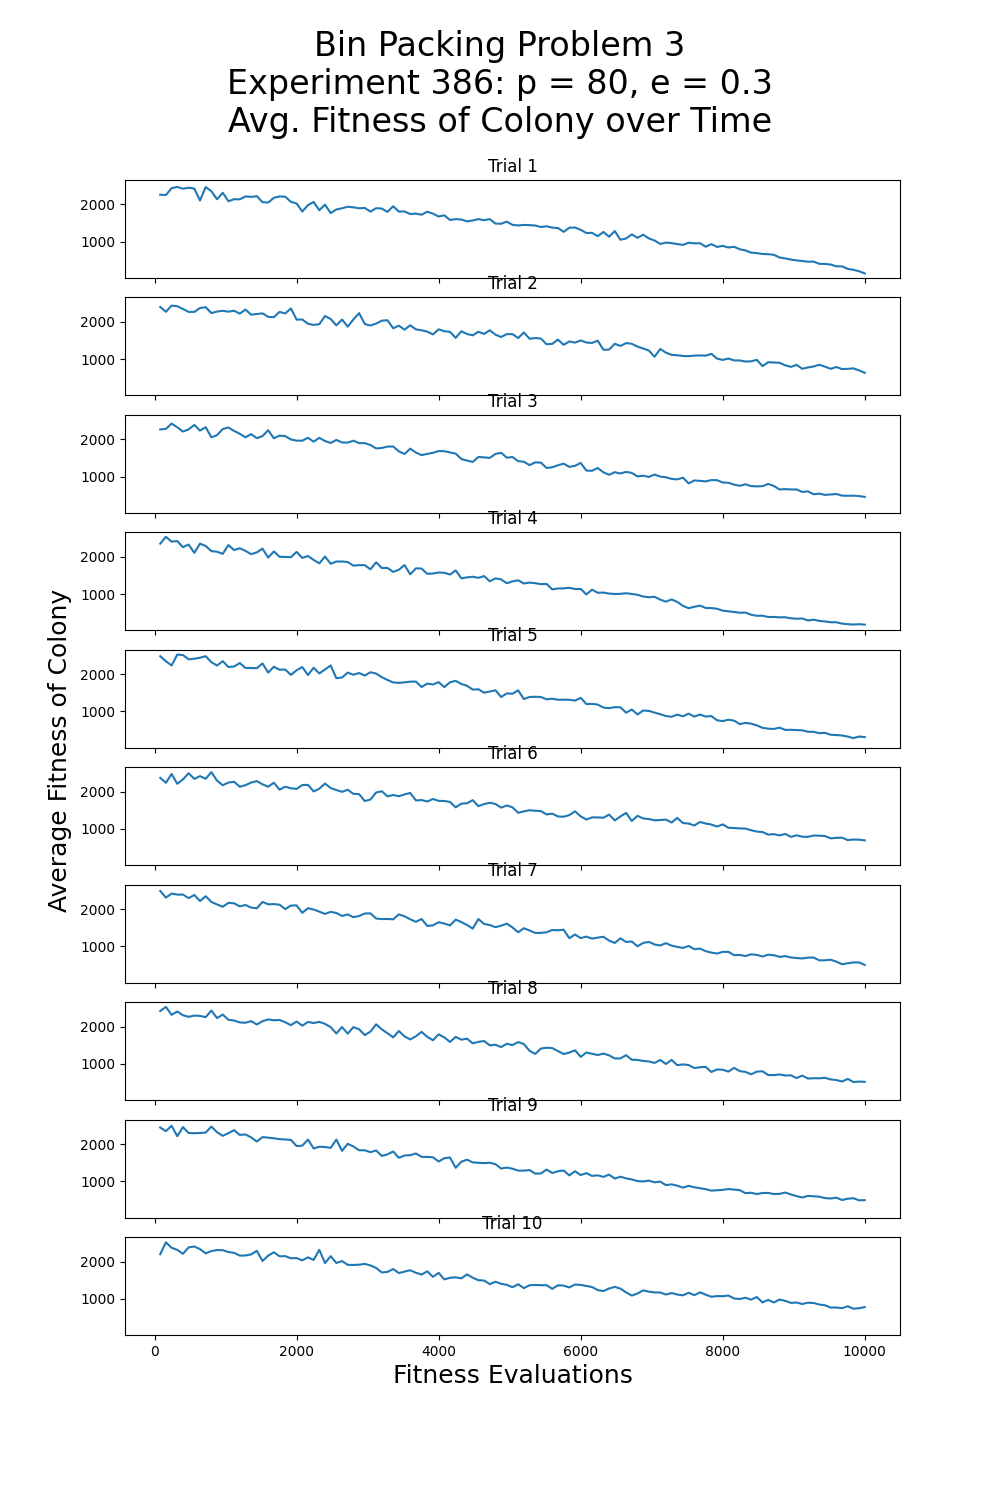 Bin Packing Problem 3
Experiment 386: p = 80, e = 0.3
Avg. Fitness of Colony over Time
Trial 1
2000
1000
Trial 2
2000
1000
Trial 3
2000
1000
Trial 4
2000
1000
Trial 5
2000
1000
Trial 6
2000
1000
Trial 7
2000
1000
Trial 8
2000
1000
Trial 9
2000
1000
Trial 10
2000
1000
Average Fitness of Colony
0 2000 4000 6000 8000 10000
Fitness Evaluations